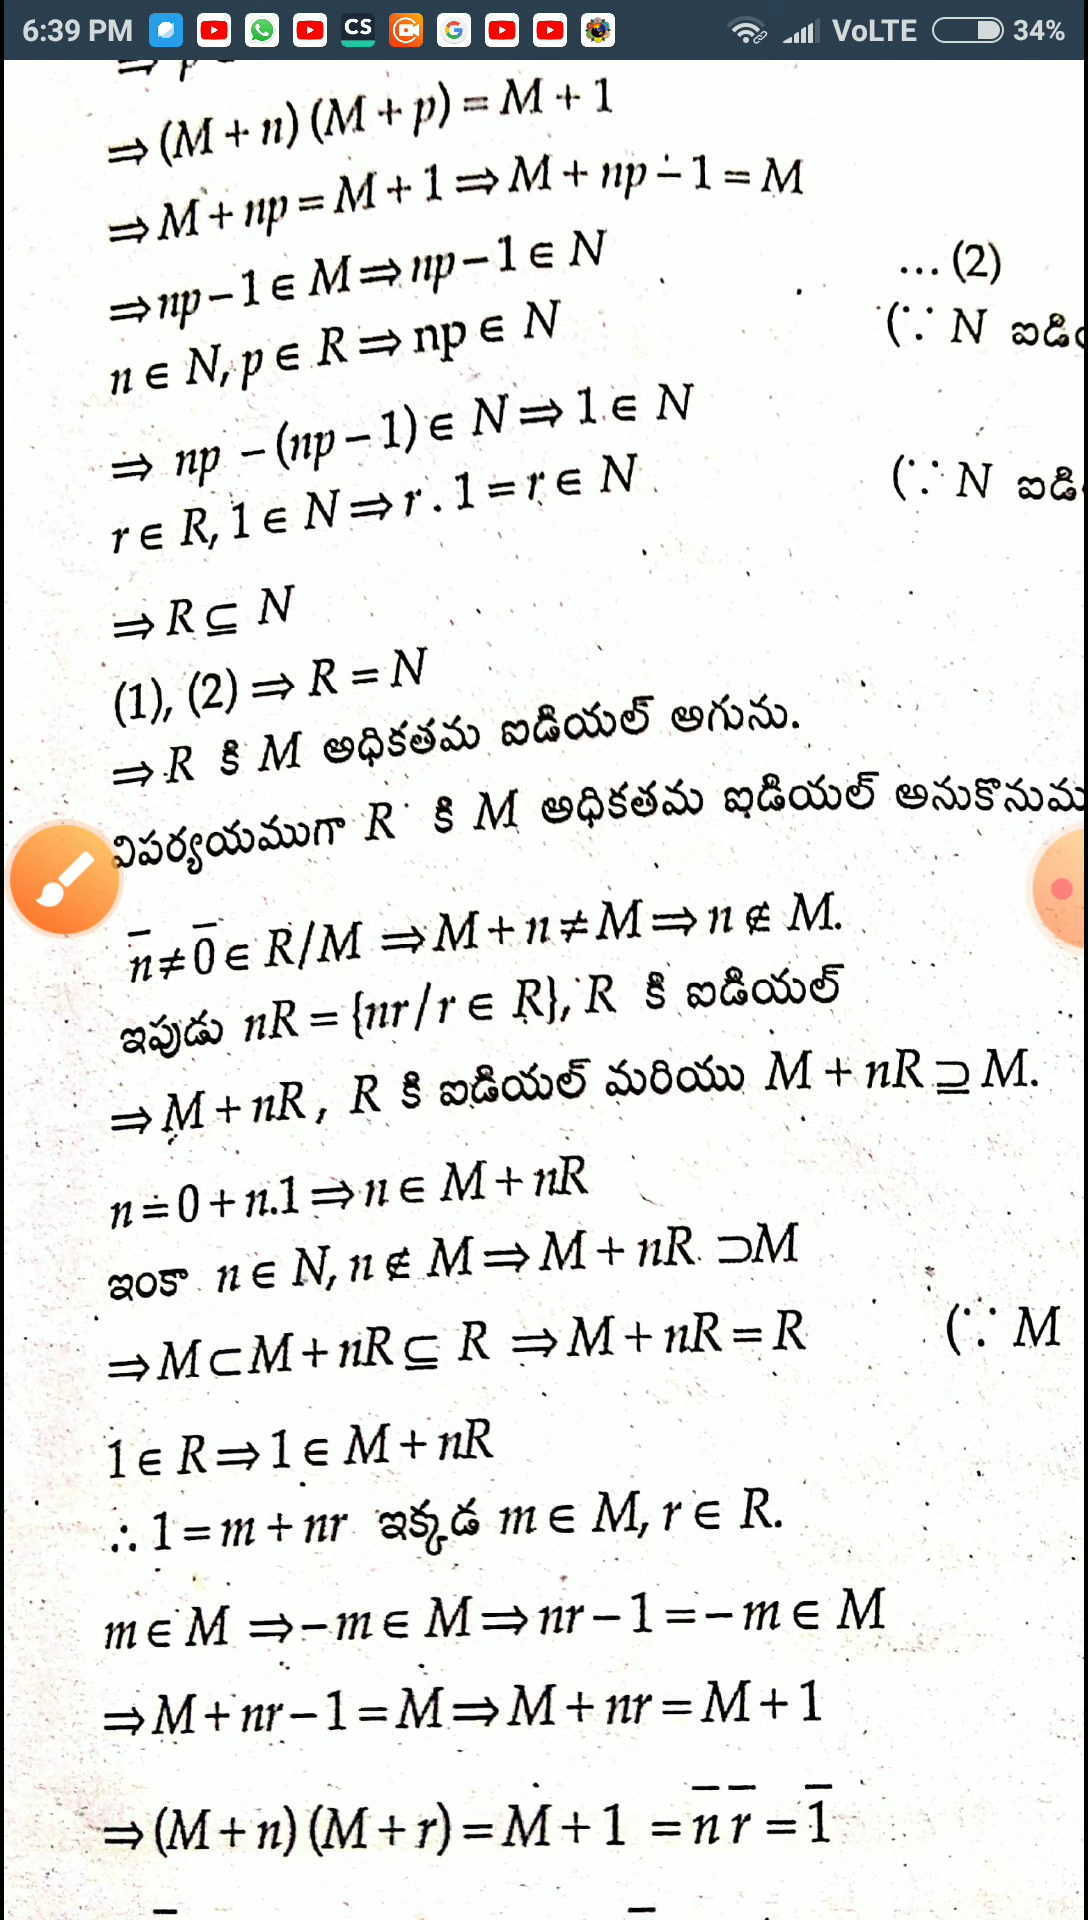 6:39 PM CS G VoLTE 34%
⇒ (M + n) (M + p) = M + 1
⇒ M + np = M + 1 ⇒ M + np − 1 = M
⇒ np − 1 ∈ M ⇒ np − 1 ∈ N ... (2)
n ∈ N, p ∈ R ⇒ np ∈ N (∵ N
⇒ np − (np − 1) ∈ N ⇒ 1 ∈ N
r ∈ R, 1 ∈ N ⇒ r . 1 = r ∈ N (∵ N
⇒ R ⊆ N
(1), (2) ⇒ R = N
⇒ R కి M అధికతమ ఐడియల్ అగును.
విపర్యయముగా R కి M అధికతమ ఐడియల్
n̄ ≠ 0̄ ∈ R/M ⇒ M + n ≠ M ⇒ n ∉ M.
ఇపుడు nR = {nr/r ∈ R}, R కి ఐడియల్
⇒ M + nR, R కి ఐడియల్ మరియు M + nR ⊇ M.
n = 0 + n.1 ⇒ n ∈ M + nR
ఇంకా n ∈ N, n ∉ M ⇒ M + nR ⊃ M
⇒ M ⊂ M + nR ⊆ R ⇒ M + nR = R (∵ M
1 ∈ R ⇒ 1 ∈ M + nR
∴ 1 = m + nr ఇక్కడ m ∈ M, r ∈ R.
m ∈ M ⇒ −m ∈ M ⇒ nr − 1 = −m ∈ M
⇒ M + nr − 1 = M ⇒ M + nr = M + 1
⇒ (M + n) (M + r) = M + 1 = n̄ r̄ = 1̄